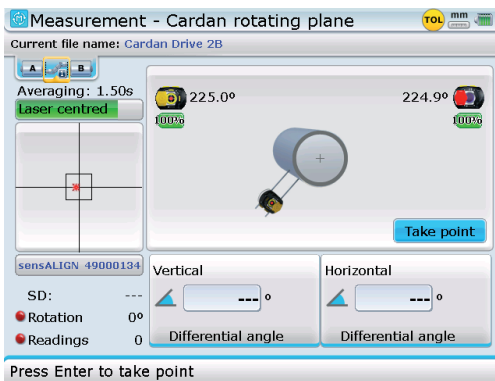 Measurement - Cardan rotating plane
TOL
mm
Current file name: Cardan Drive 2B
A B
Averaging: 1.50s
Laser centred
225.0º
100%
224.9º
100%
Take point
sensALIGN 49000134
SD: ---
Rotation 0º
Readings 0
Vertical
--- º
Differential angle
Horizontal
--- º
Differential angle
Press Enter to take point